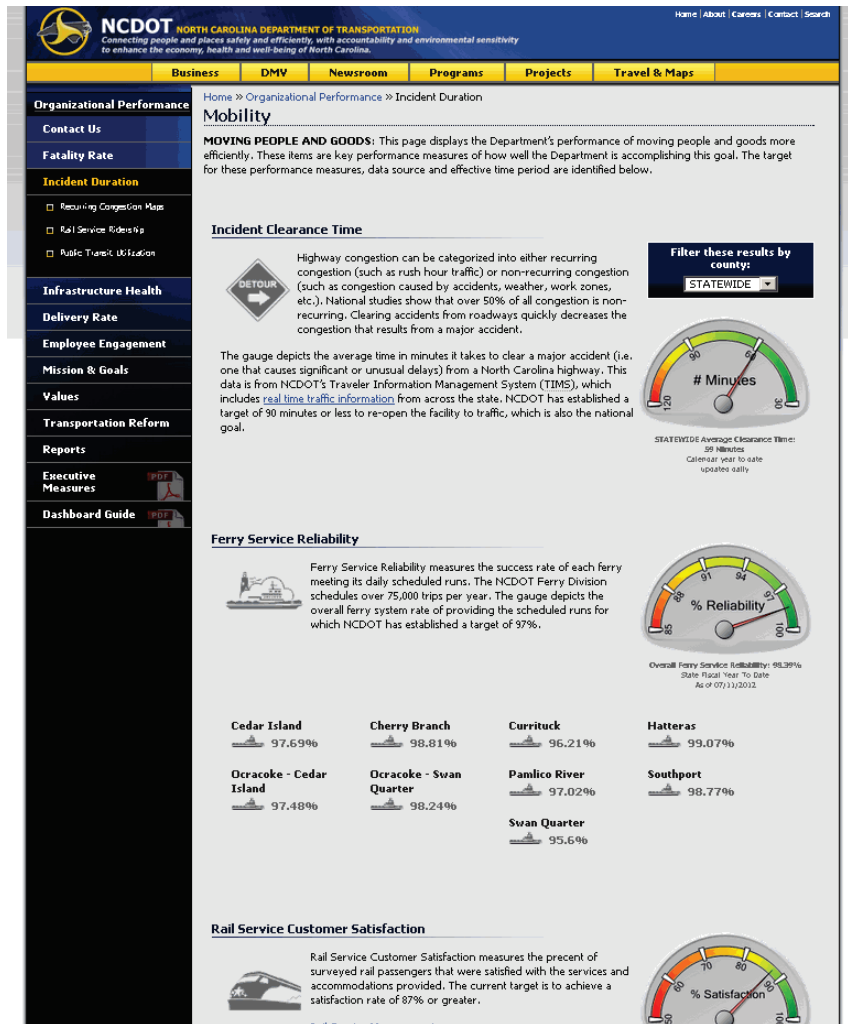 Home | About | Careers | Contact | Search
NCDOT NORTH CAROLINA DEPARTMENT OF TRANSPORTATION
Connecting people and places safely and efficiently, with accountability and environmental sensitivity
to enhance the economy, health and well-being of North Carolina.
Business DMV Newsroom Programs Projects Travel & Maps
Organizational Performance
Contact Us
Fatality Rate
Incident Duration
Recurring Congestion Maps
Rail Service Ridership
Public Transit Utilization
Infrastructure Health
Delivery Rate
Employee Engagement
Mission & Goals
Values
Transportation Reform
Reports
Executive
Measures
PDF
Dashboard Guide
PDF
Home » Organizational Performance » Incident Duration
Mobility
MOVING PEOPLE AND GOODS: This page displays the Department's performance of moving people and goods more
efficiently. These items are key performance measures of how well the Department is accomplishing this goal. The target
for these performance measures, data source and effective time period are identified below.
Incident Clearance Time
DETOUR
Highway congestion can be categorized into either recurring
congestion (such as rush hour traffic) or non-recurring congestion
(such as congestion caused by accidents, weather, work zones,
etc.). National studies show that over 50% of all congestion is non-
recurring. Clearing accidents from roadways quickly decreases the
congestion that results from a major accident.
The gauge depicts the average time in minutes it takes to clear a major accident (i.e.
one that causes significant or unusual delays) from a North Carolina highway. This
data is from NCDOT's Traveler Information Management System (TIMS), which
includes real time traffic information from across the state. NCDOT has established a
target of 90 minutes or less to re-open the facility to traffic, which is also the national
goal.
Filter these results by
county:
STATEWIDE
120 90 60 30
# Minutes
STATEWIDE Average Clearance Time:
59 Minutes
Calendar year to date
updated daily
Ferry Service Reliability
Ferry Service Reliability measures the success rate of each ferry
meeting its daily scheduled runs. The NCDOT Ferry Division
schedules over 75,000 trips per year. The gauge depicts the
overall ferry system rate of providing the scheduled runs for
which NCDOT has established a target of 97%.
85 88 91 94 97 100
% Reliability
Overall Ferry Service Reliability: 98.39%
State Fiscal Year To Date
As of 07/11/2012
Cedar Island
97.69%
Cherry Branch
98.81%
Currituck
96.21%
Hatteras
99.07%
Ocracoke - Cedar
Island
97.48%
Ocracoke - Swan
Quarter
98.24%
Pamlico River
97.02%
Southport
98.77%
Swan Quarter
95.6%
Rail Service Customer Satisfaction
Rail Service Customer Satisfaction measures the precent of
surveyed rail passengers that were satisfied with the services and
accommodations provided. The current target is to achieve a
satisfaction rate of 87% or greater.
50 60 70 80 90 100
% Satisfaction